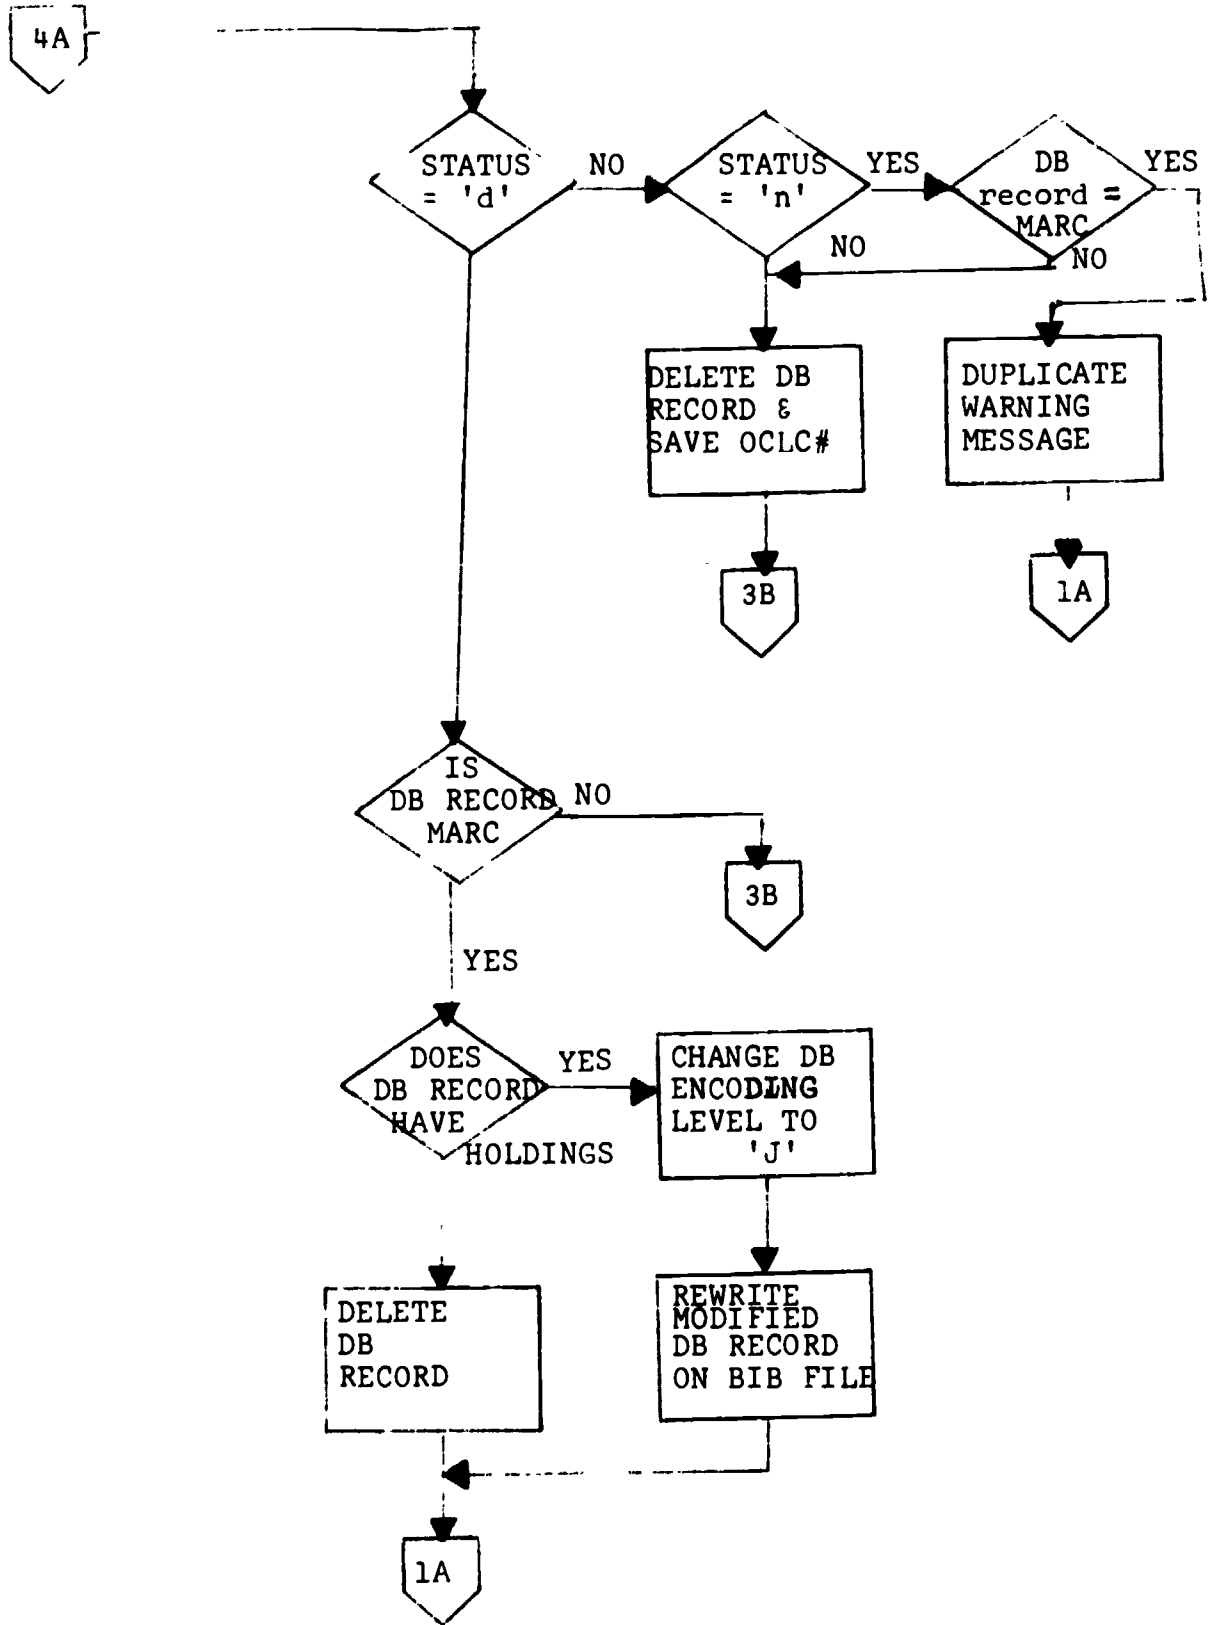 4A
STATUS
= 'd'
NO
STATUS
= 'n'
YES
DB
record =
MARC
YES
NO
NO
DELETE DB
RECORD &
SAVE OCLC#
DUPLICATE
WARNING
MESSAGE
3B
1A
IS
DB RECORD
MARC
NO
3B
YES
DOES
DB RECORD
HAVE
HOLDINGS
YES
CHANGE DB
ENCODING
LEVEL TO
'J'
DELETE
DB
RECORD
REWRITE
MODIFIED
DB RECORD
ON BIB FILE
1A